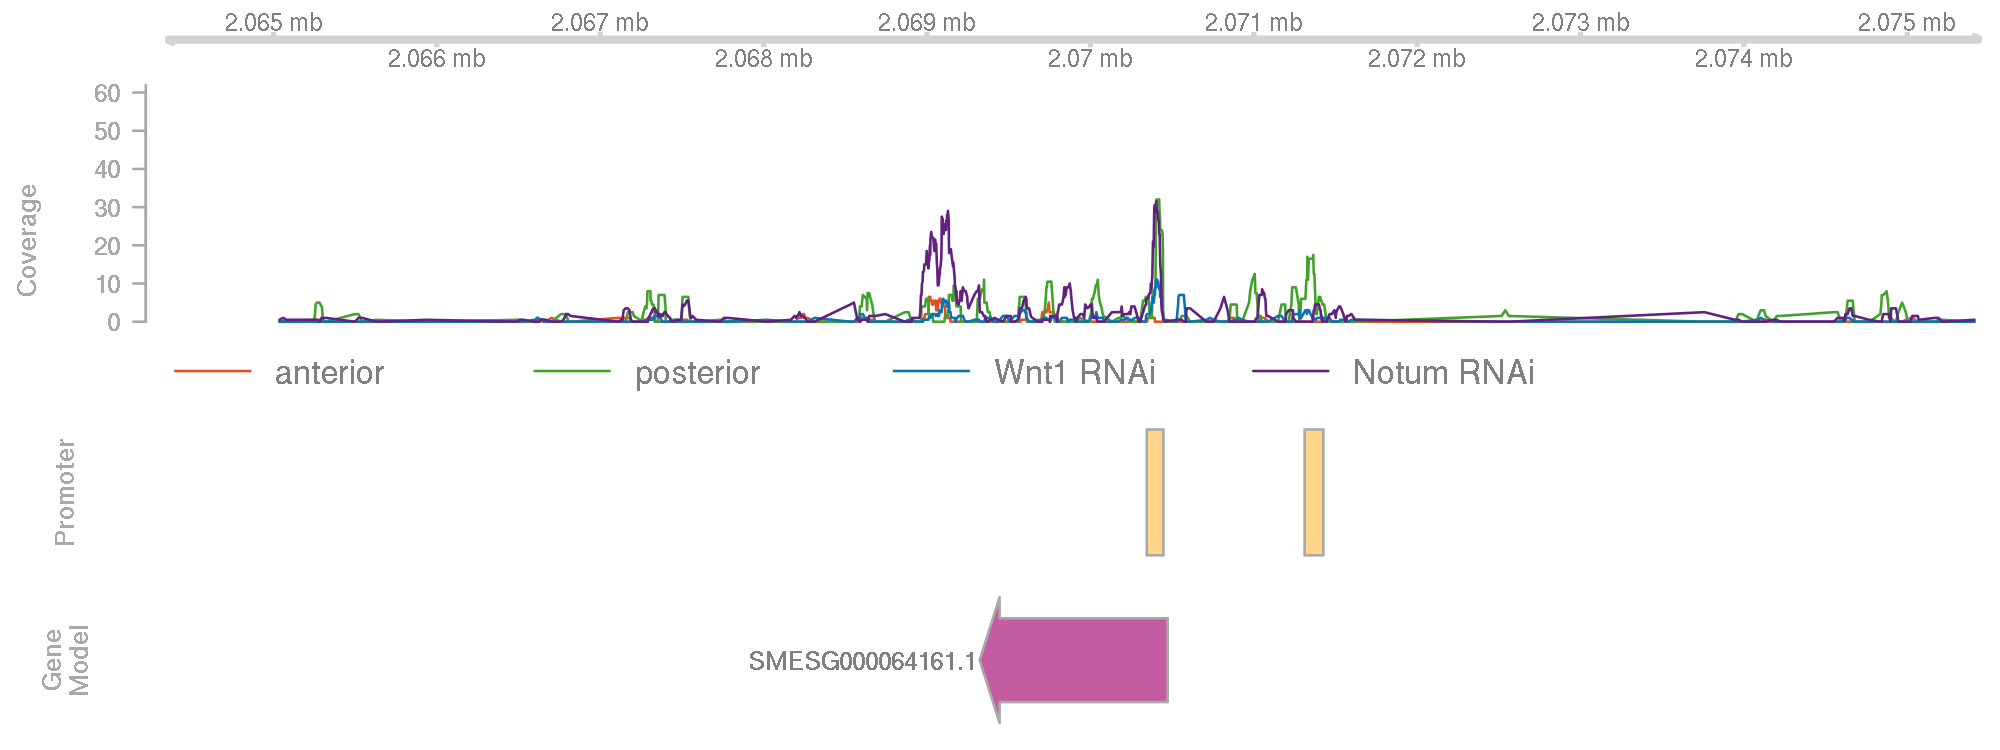 2.065 mb 2.067 mb 2.069 mb 2.071 mb 2.073 mb 2.075 mb
2.066 mb 2.068 mb 2.07 mb 2.072 mb 2.074 mb
60
50
40
30
20
10
0
Coverage
anterior posterior Wnt1 RNAi Notum RNAi
Promoter
Gene
Model
SMESG000064161.1